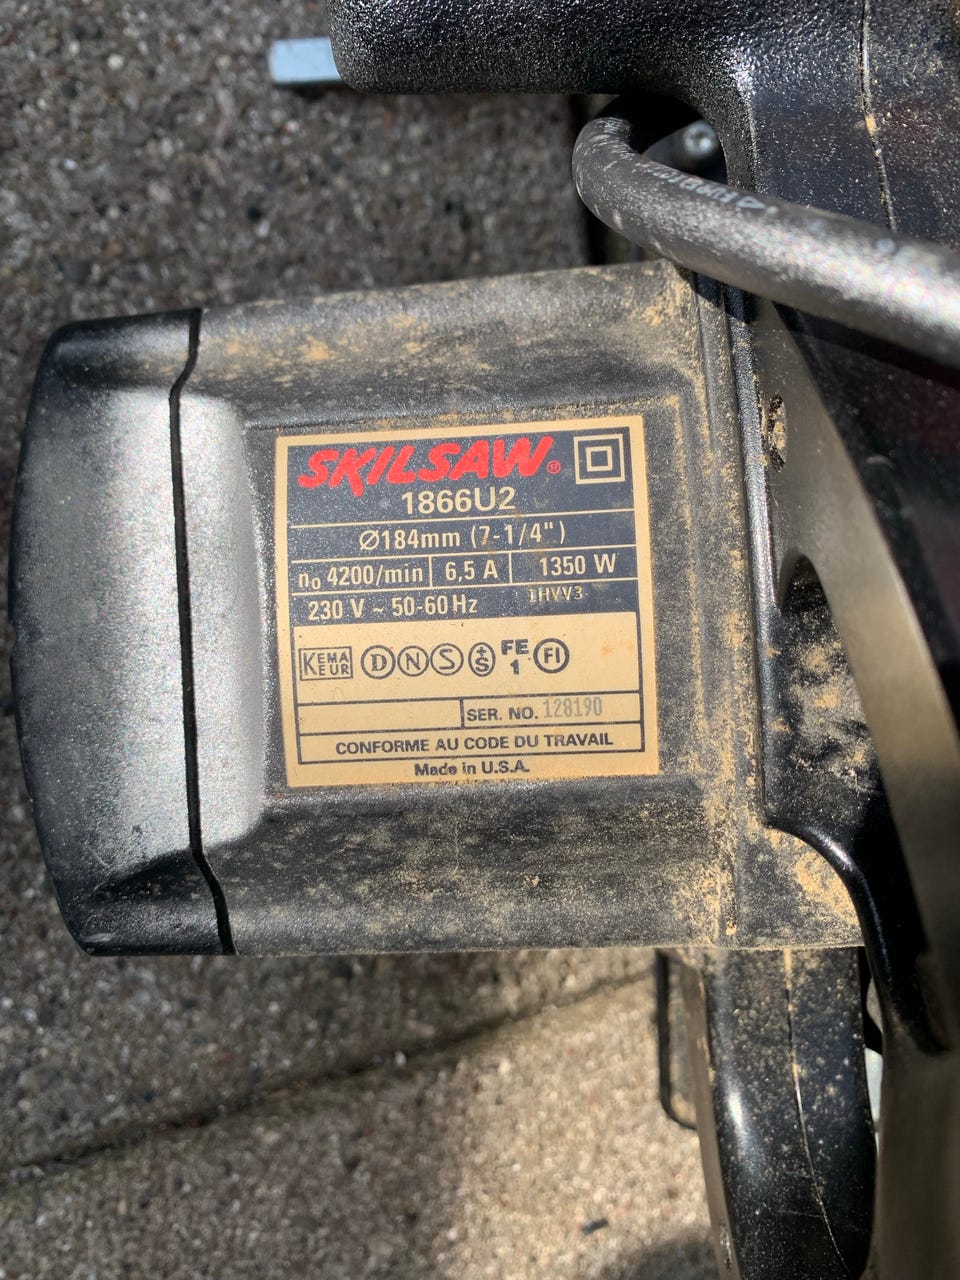 SKILSAW®
1866U2
Ø184mm (7-1/4")
n₀ 4200/min 6,5 A 1350 W
230 V ~ 50-60 Hz 1HVV3
KEMA EUR D N S +S FE 1 FI
SER. NO. 128190
CONFORME AU CODE DU TRAVAIL
Made in U.S.A.